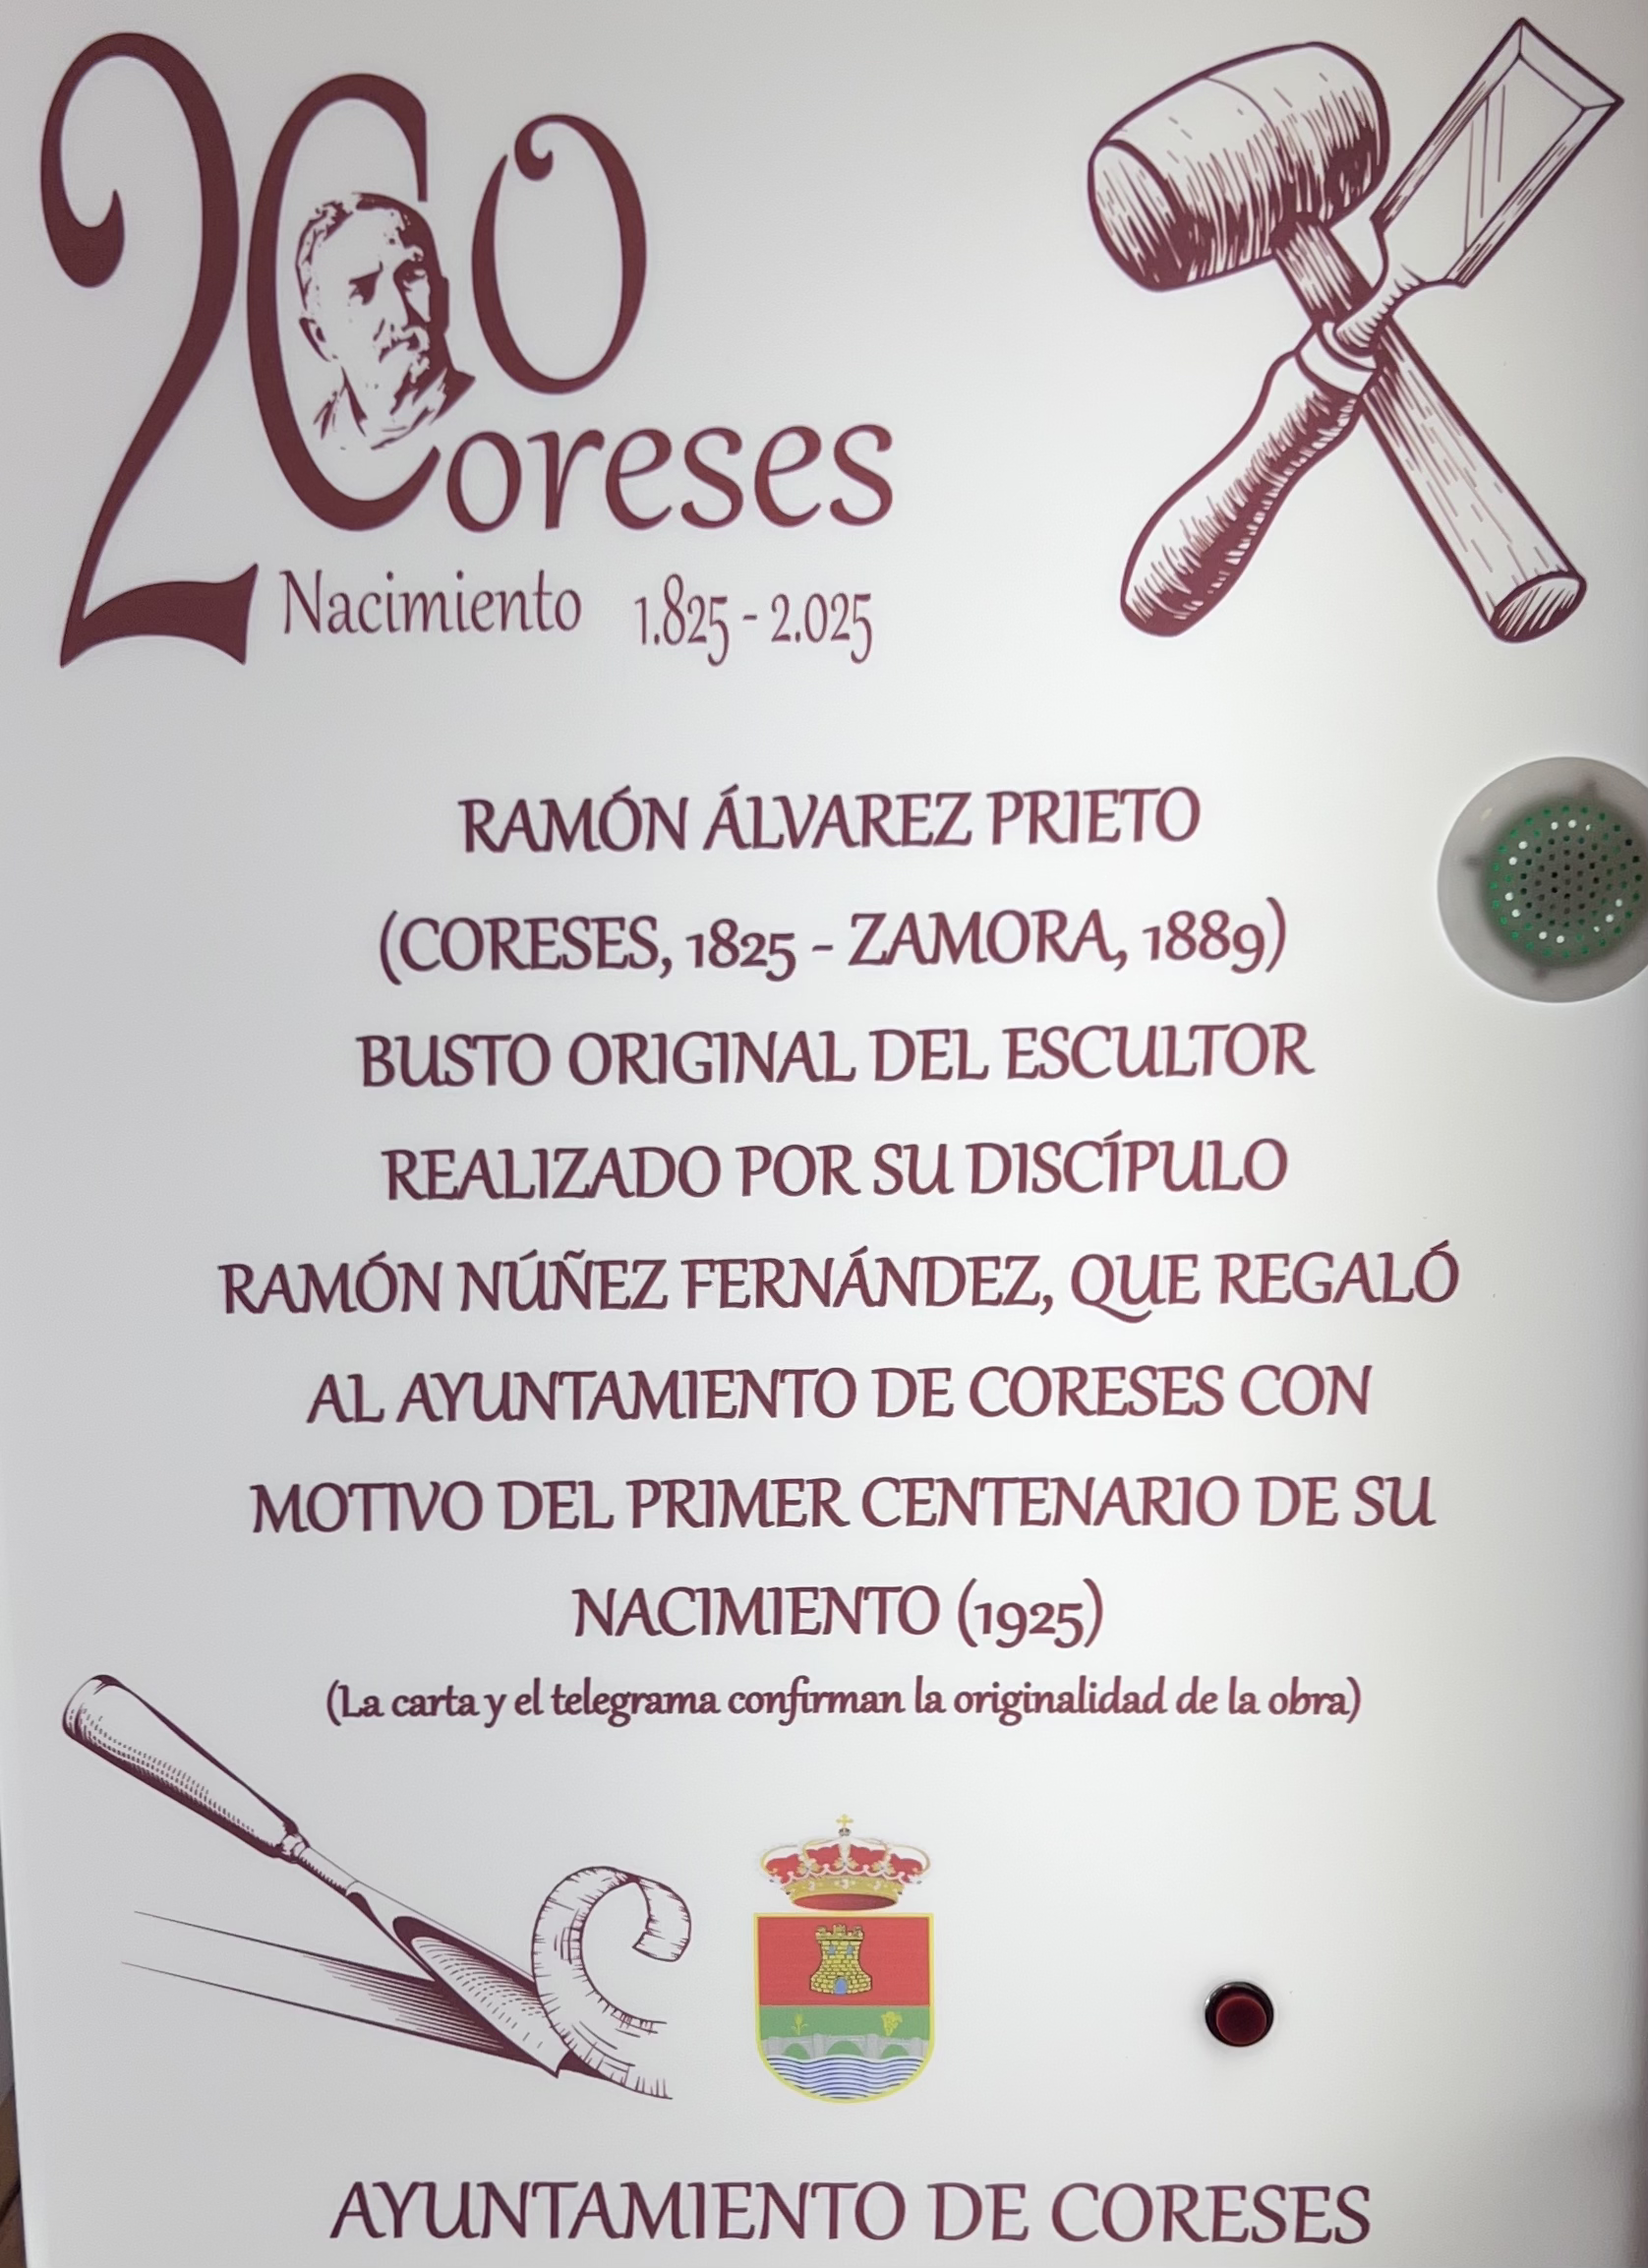 200
Coreses
Nacimiento 1.825 - 2.025
RAMÓN ÁLVAREZ PRIETO
(CORESES, 1825 - ZAMORA, 1889)
BUSTO ORIGINAL DEL ESCULTOR
REALIZADO POR SU DISCÍPULO
RAMÓN NÚÑEZ FERNÁNDEZ, QUE REGALÓ
AL AYUNTAMIENTO DE CORESES CON
MOTIVO DEL PRIMER CENTENARIO DE SU
NACIMIENTO (1925)
(La carta y el telegrama confirman la originalidad de la obra)
AYUNTAMIENTO DE CORESES